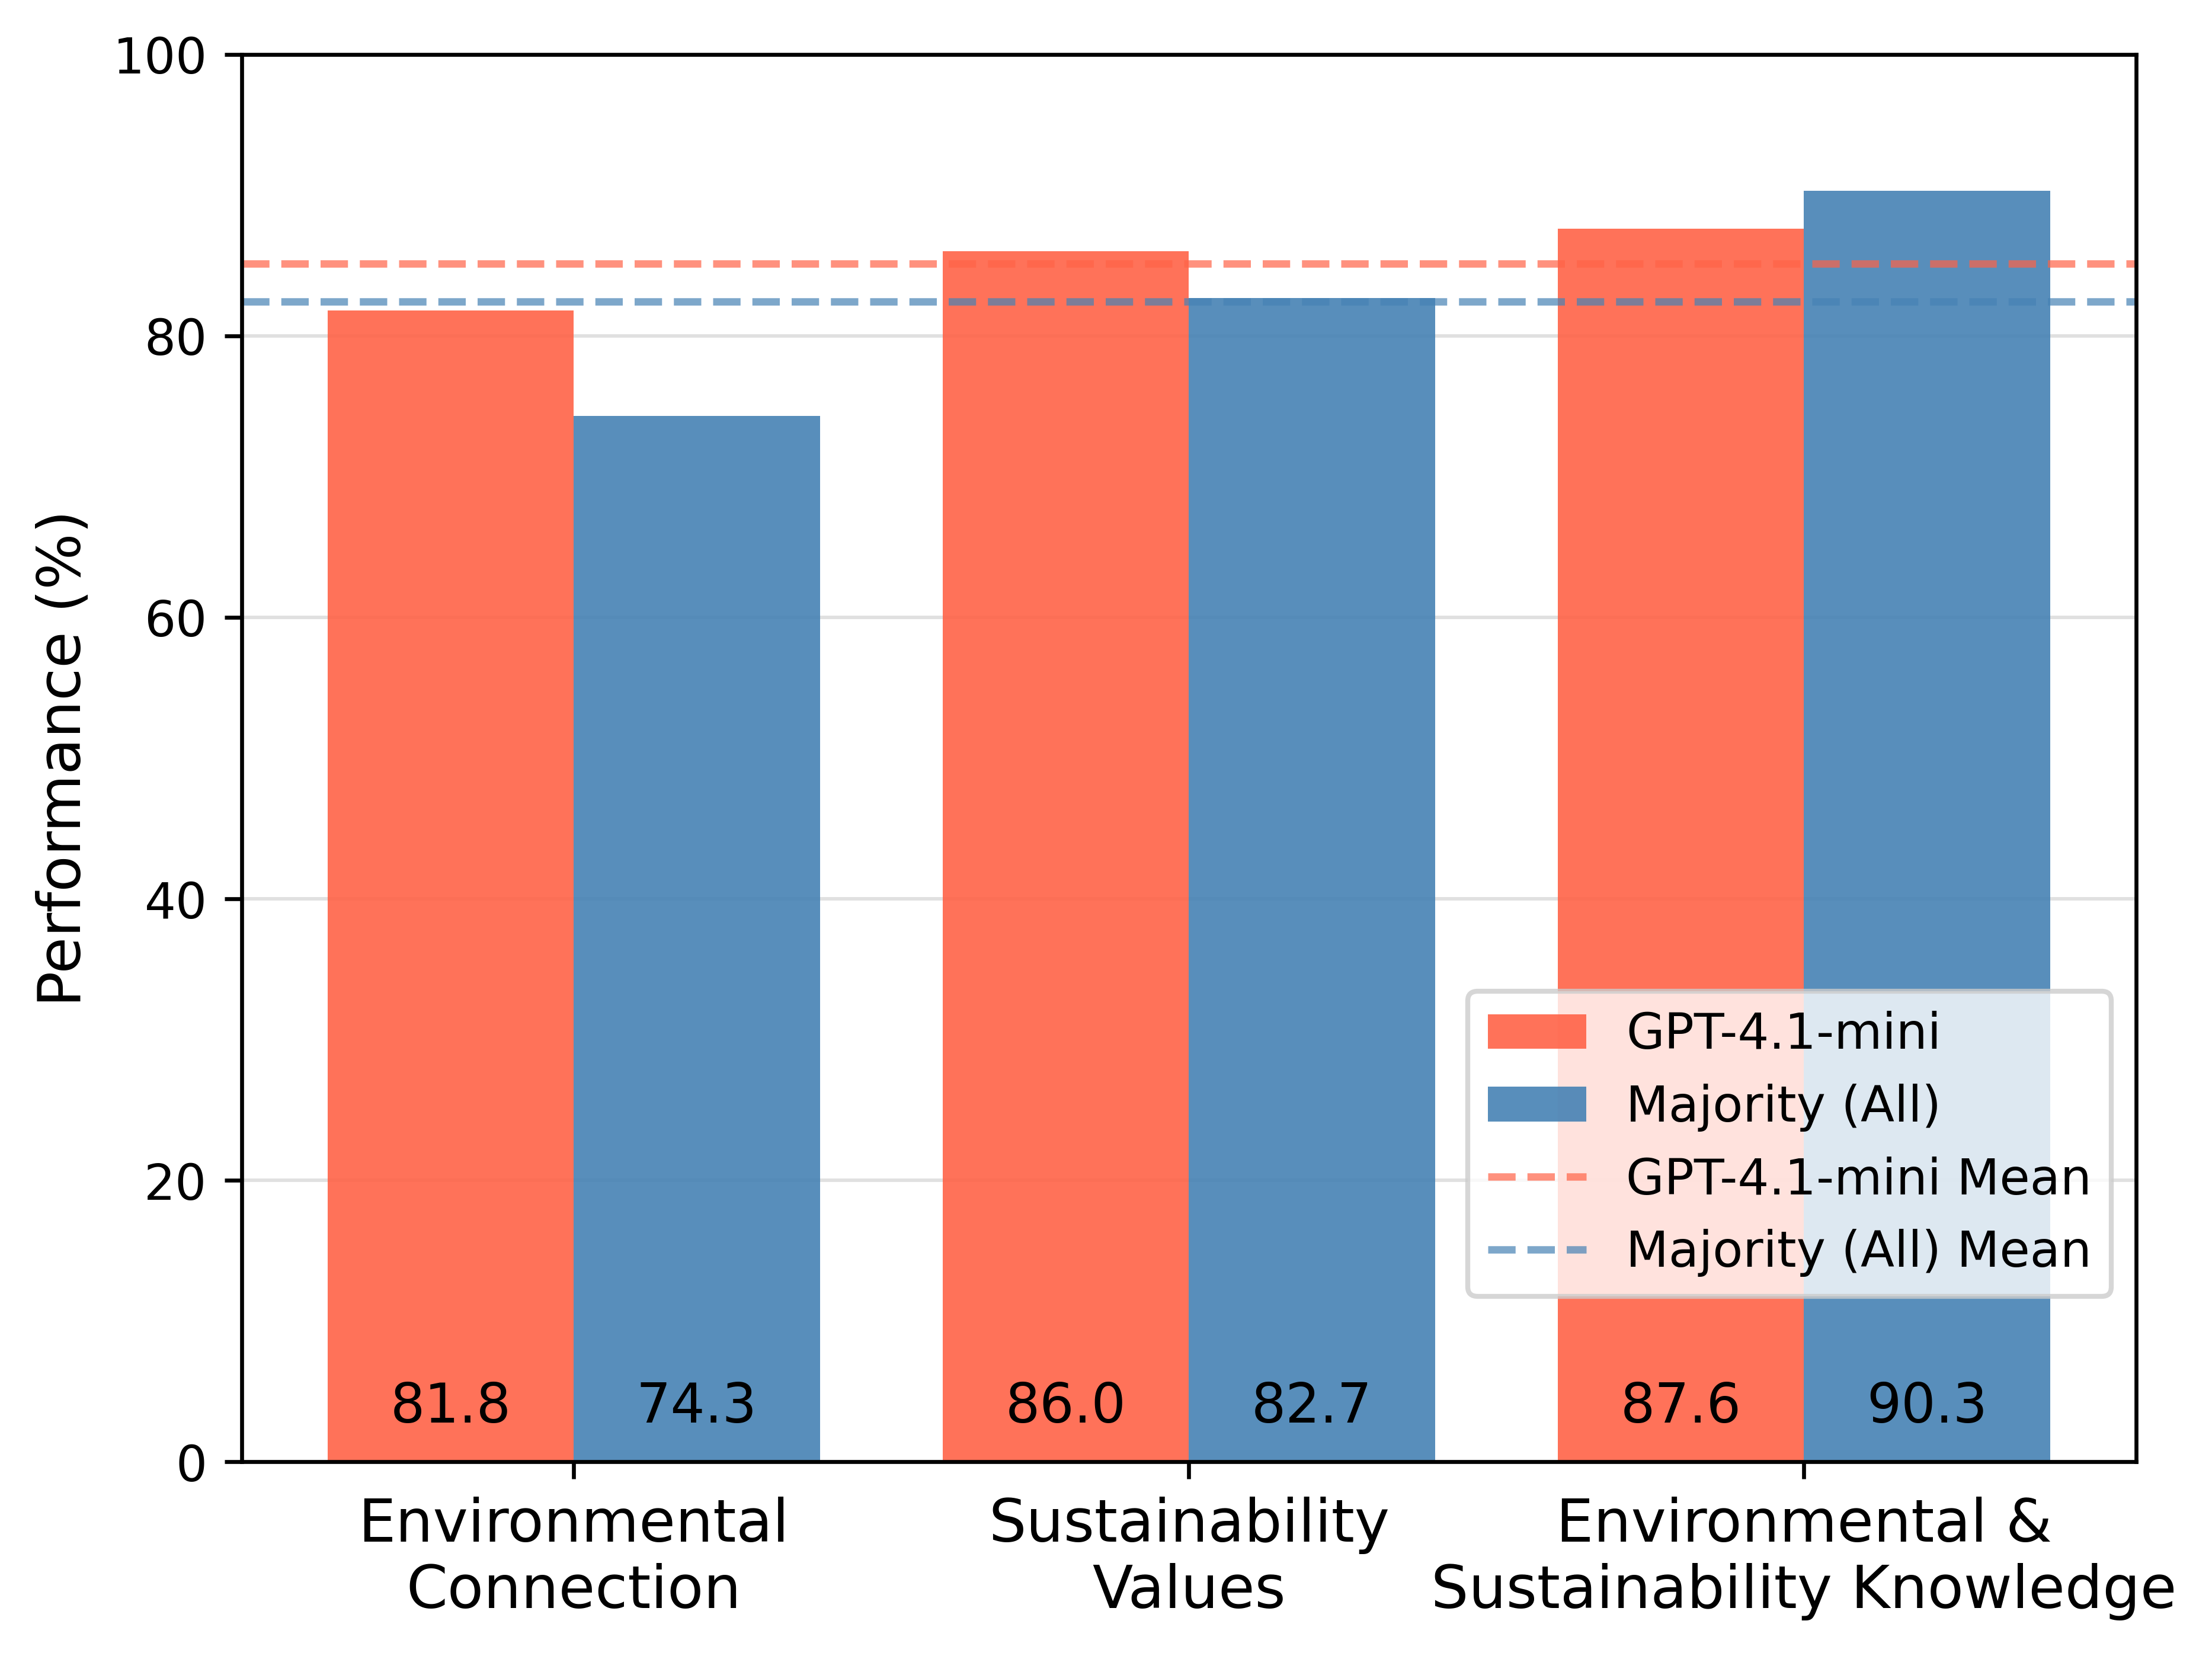 100
80
60
40
20
0
Performance (%)
GPT-4.1-mini
Majority (All)
GPT-4.1-mini Mean
Majority (All) Mean
81.8
74.3
86.0
82.7
87.6
90.3
Environmental
Connection
Sustainability
Values
Environmental &
Sustainability Knowledge